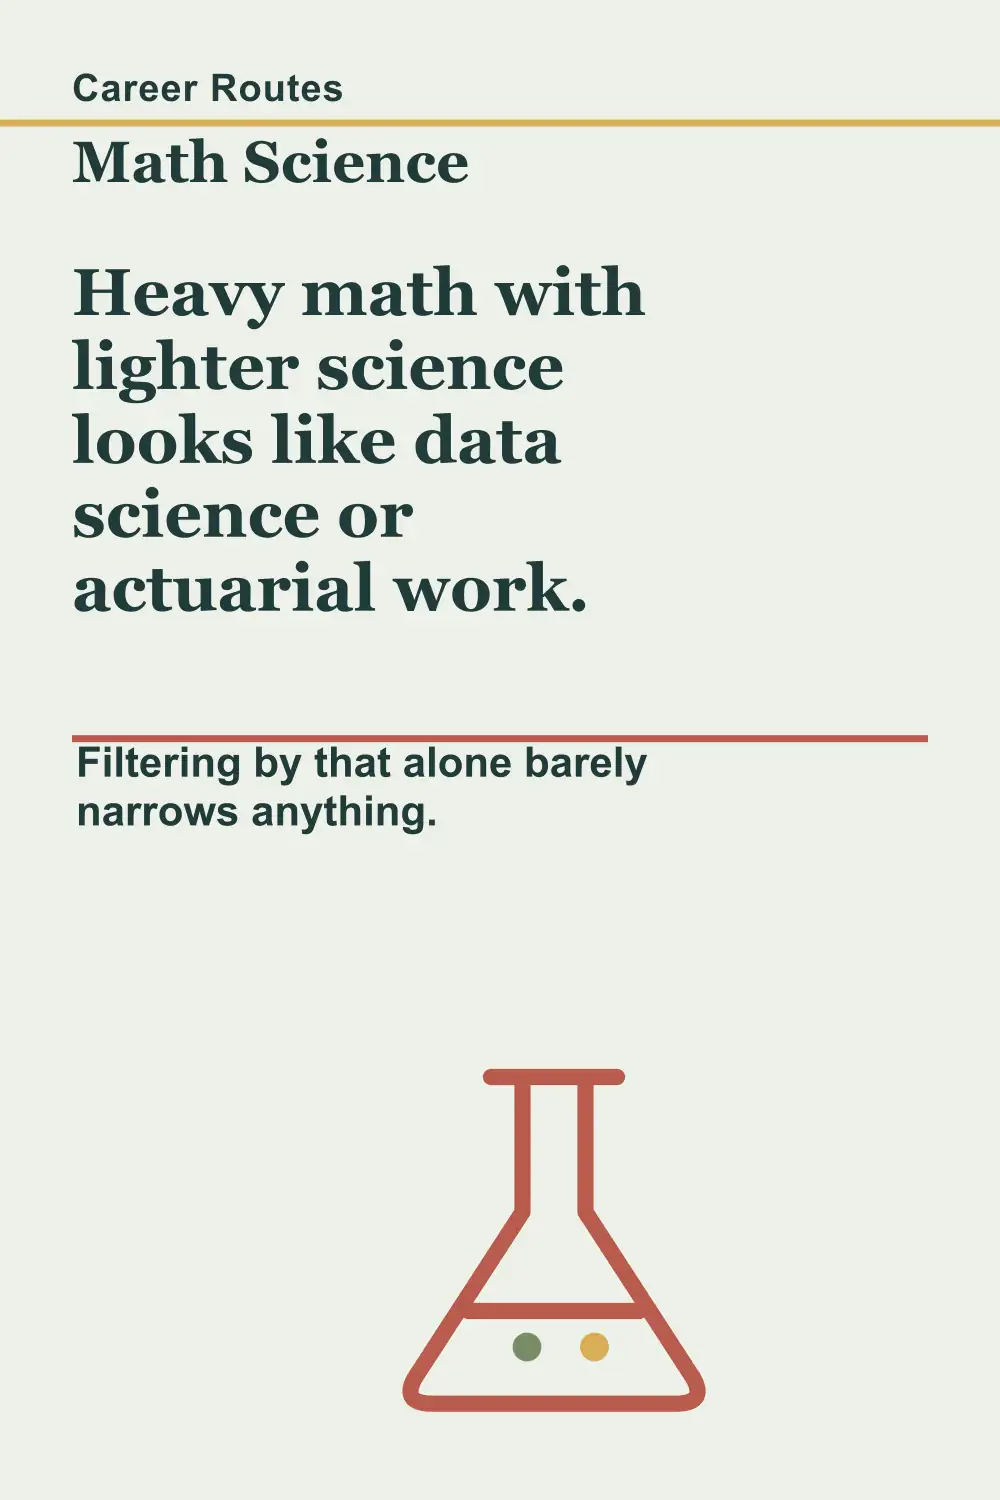 Career Routes
Math Science
Heavy math with
lighter science
looks like data
science or
actuarial work.
Filtering by that alone barely
narrows anything.